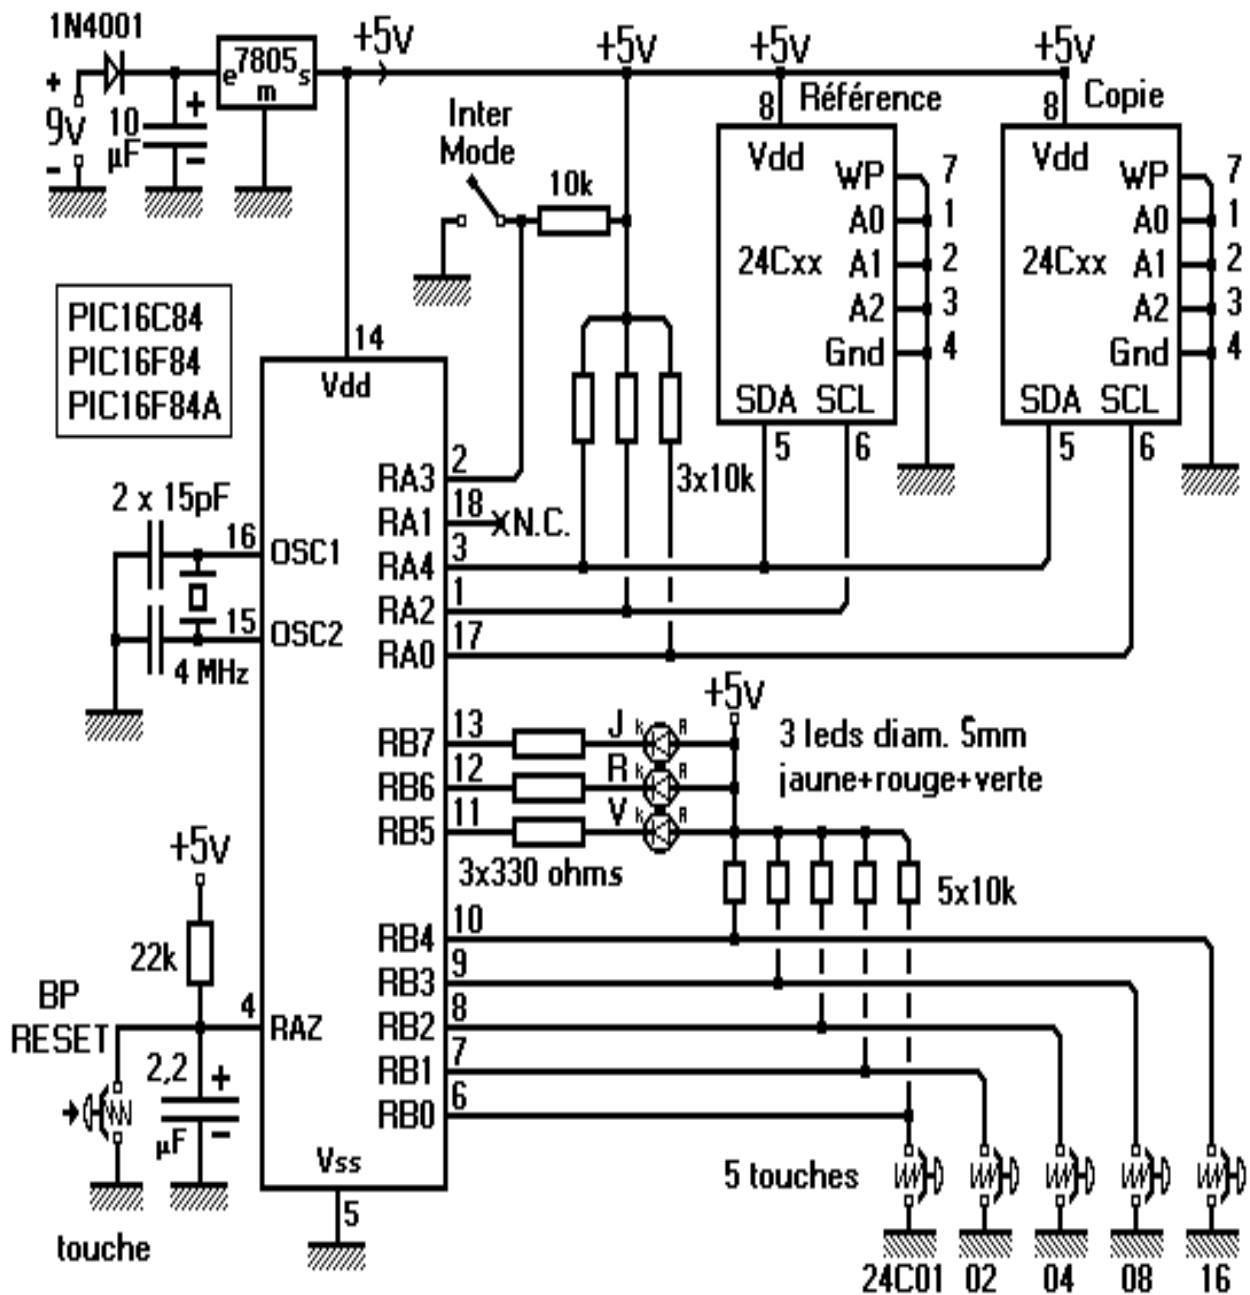 1N4001
+
9V
-
10
µF
+
-
7805
e
s
m
+5V
+5V
+5V
+5V
Inter
Mode
10k
8
Référence
Vdd
WP
7
A0
1
24Cxx
A1
2
A2
3
Gnd
4
SDA
SCL
5
6
8
Copie
Vdd
WP
7
A0
1
24Cxx
A1
2
A2
3
Gnd
4
SDA
SCL
5
6
3x10k
PIC16C84
PIC16F84
PIC16F84A
14
Vdd
2 x 15pF
16
OSC1
15
OSC2
4 MHz
RA3
2
RA1
18
N.C.
RA4
3
RA2
1
RA0
17
+5V
RB7
13
J
K
A
RB6
12
R
K
A
RB5
11
V
K
A
3 leds diam. 5mm
jaune+rouge+verte
3x330 ohms
5x10k
RB4
10
RB3
9
RB2
8
RB1
7
RB0
6
+5V
22k
BP
RESET
4
RAZ
2,2
µF
+
-
touche
Vss
5
5 touches
24C01
02
04
08
16